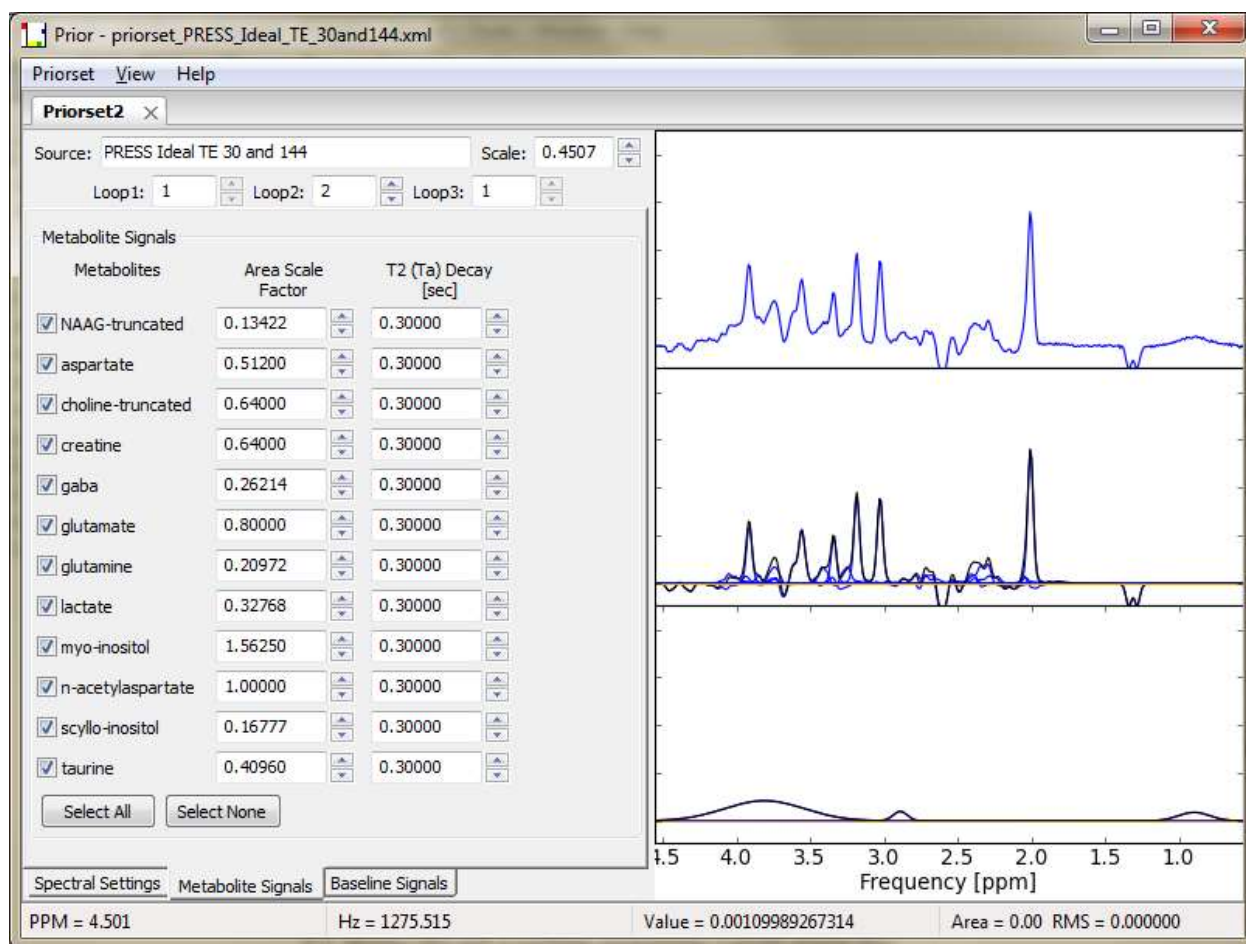 Prior - priorset_PRESS_Ideal_TE_30and144.xml
Priorset View Help
Priorset2
Source: PRESS Ideal TE 30 and 144 Scale: 0.4507
Loop1: 1 Loop2: 2 Loop3: 1
Metabolite Signals
Metabolites Area Scale Factor T2 (Ta) Decay [sec]
NAAG-truncated 0.13422 0.30000
aspartate 0.51200 0.30000
choline-truncated 0.64000 0.30000
creatine 0.64000 0.30000
gaba 0.26214 0.30000
glutamate 0.80000 0.30000
glutamine 0.20972 0.30000
lactate 0.32768 0.30000
myo-inositol 1.56250 0.30000
n-acetylaspartate 1.00000 0.30000
scyllo-inositol 0.16777 0.30000
taurine 0.40960 0.30000
Select All Select None
Spectral Settings Metabolite Signals Baseline Signals
4.5 4.0 3.5 3.0 2.5 2.0 1.5 1.0
Frequency [ppm]
PPM = 4.501 Hz = 1275.515 Value = 0.00109989267314 Area = 0.00 RMS = 0.000000